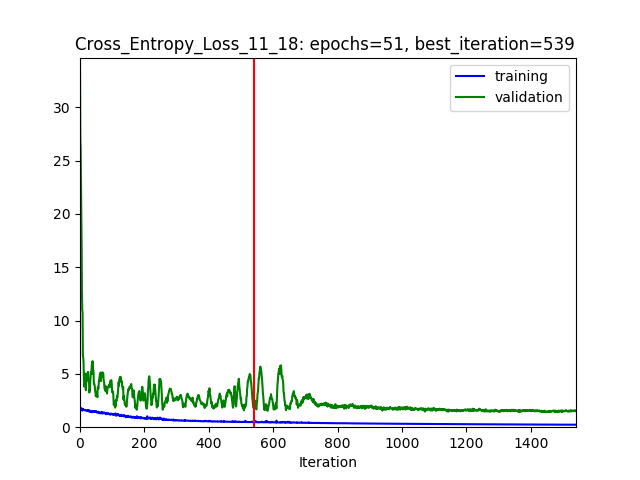 Cross_Entropy_Loss_11_18: epochs=51, best_iteration=539
training
validation
30
25
20
15
10
5
0
0 200 400 600 800 1000 1200 1400
Iteration